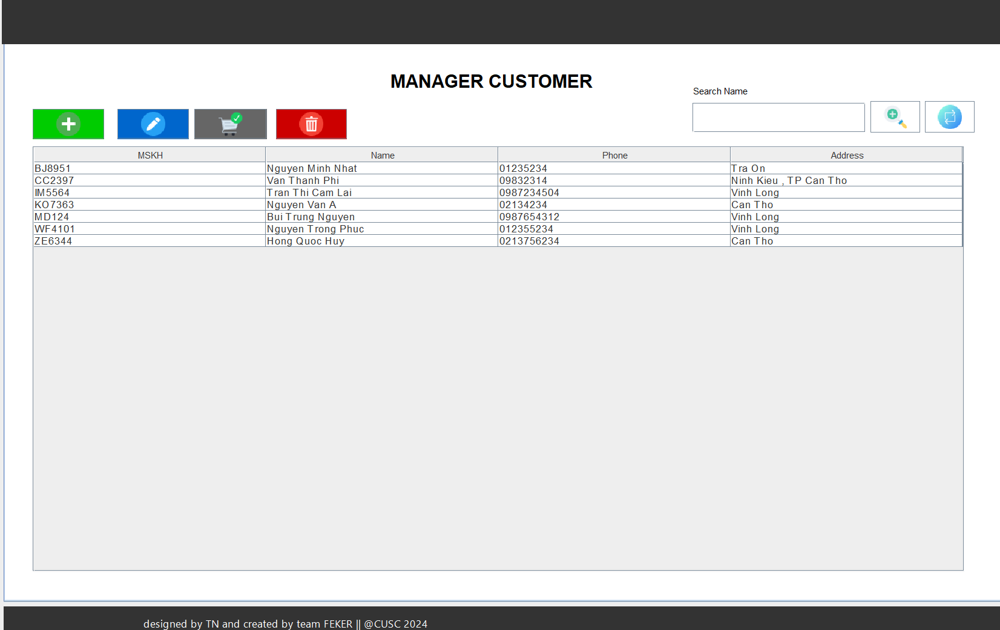 MANAGER CUSTOMER
Search Name
MSKH Name Phone Address
BJ8951 Nguyen Minh Nhat 01235234 Tra On
CC2397 Van Thanh Phi 09832314 Ninh Kieu , TP Can Tho
IM5564 Tran Thi Cam Lai 0987234504 Vinh Long
KO7363 Nguyen Van A 02134234 Can Tho
MD124 Bui Trung Nguyen 0987654312 Vinh Long
WF4101 Nguyen Trong Phuc 012355234 Vinh Long
ZE6344 Hong Quoc Huy 0213756234 Can Tho
designed by TN and created by team FEKER || @CUSC 2024